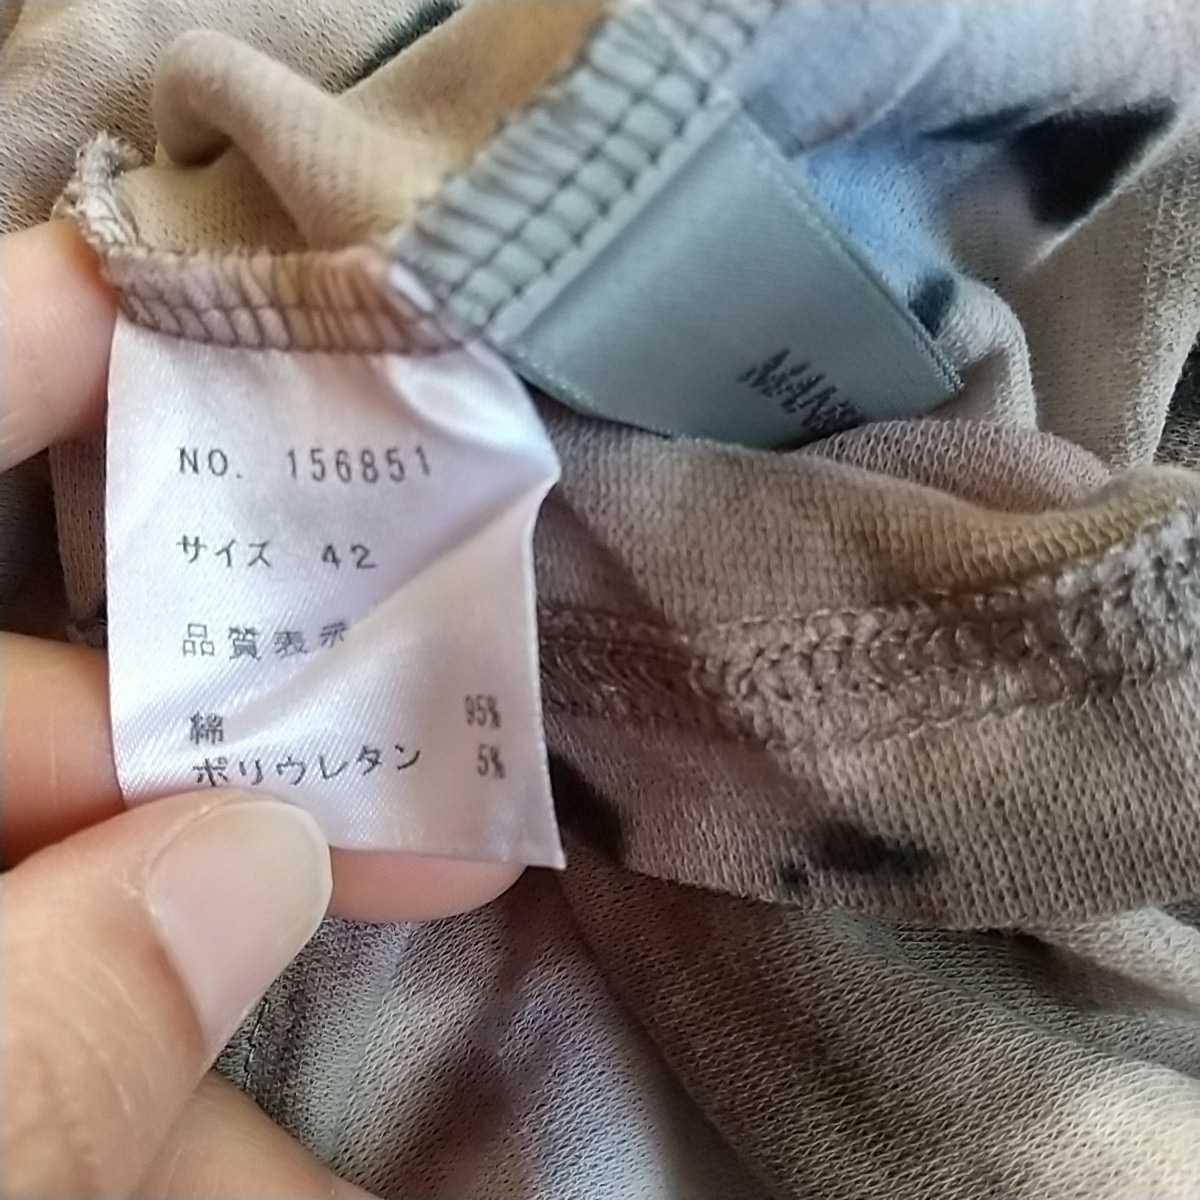 NO. 156851
サイズ 42
品質表示
綿 95%
ポリウレタン 5%